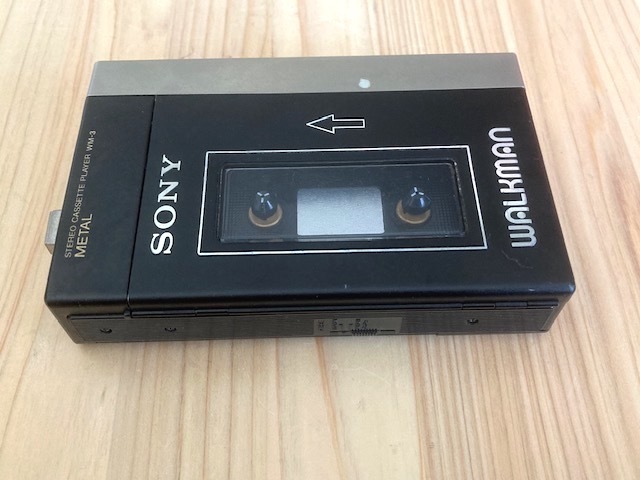 STEREO CASSETTE PLAYER WM-3
METAL
SONY
WALKMAN